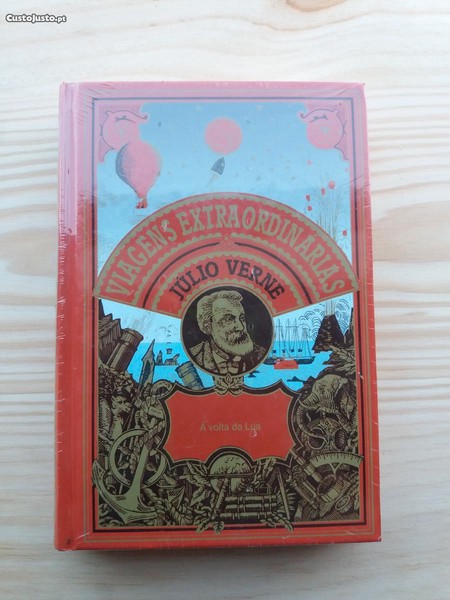 CustoJusto.pt
VIAGENS EXTRAORDINÁRIAS
JÚLIO VERNE
À volta da Lua